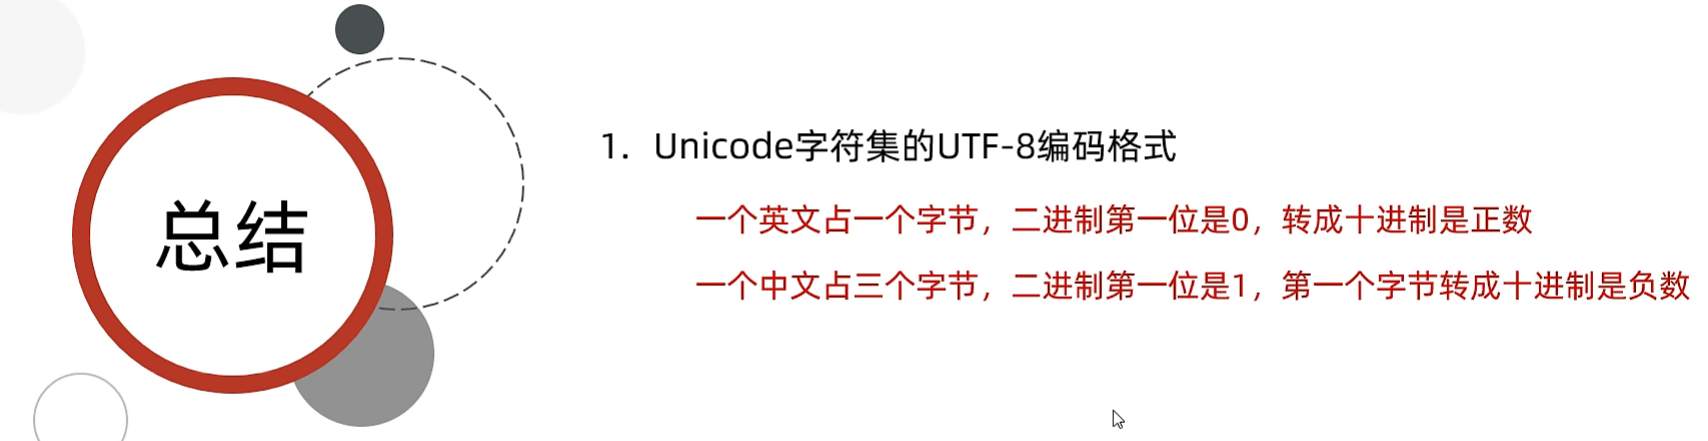 总结
1. Unicode字符集的UTF-8编码格式
一个英文占一个字节，二进制第一位是0，转成十进制是正数
一个中文占三个字节，二进制第一位是1，第一个字节转成十进制是负数